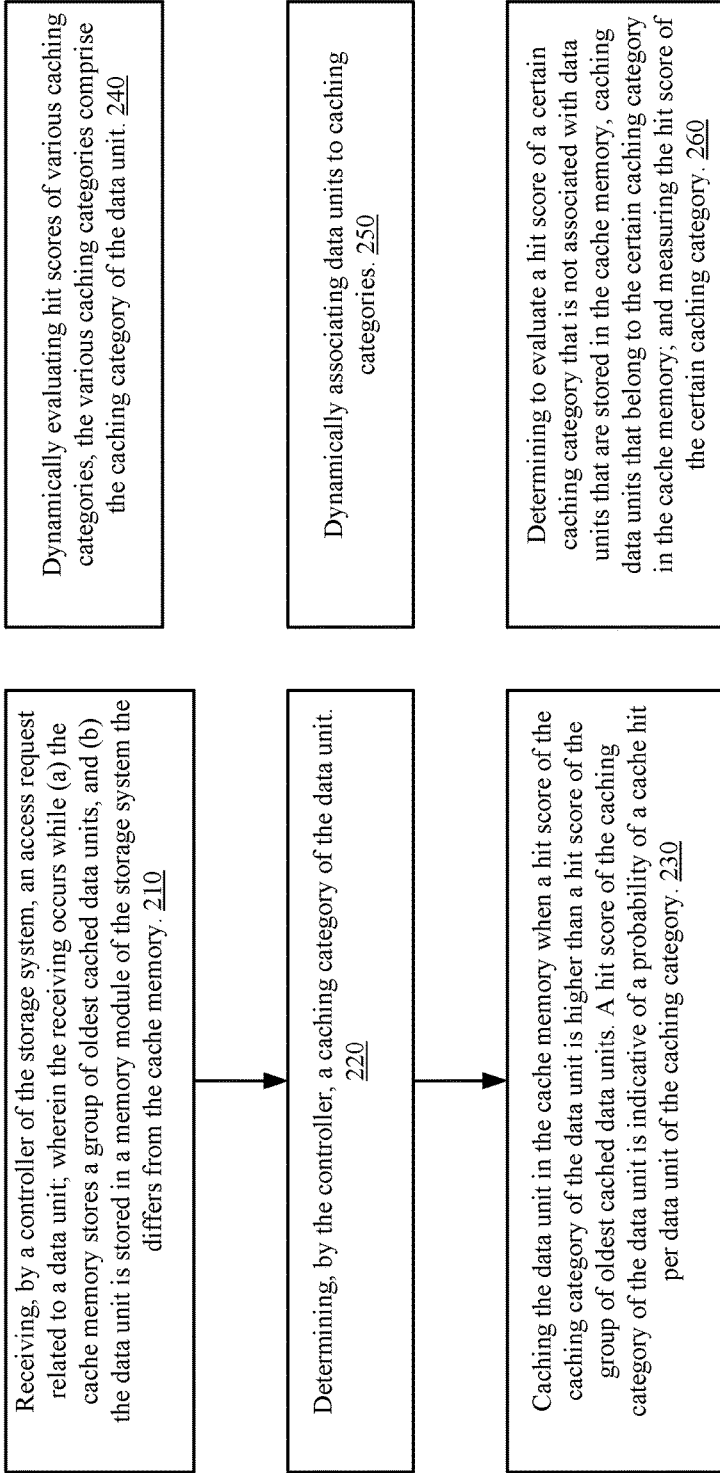 Receiving, by a controller of the storage system, an access request
related to a data unit; wherein the receiving occurs while (a) the
cache memory stores a group of oldest cached data units, and (b)
the data unit is stored in a memory module of the storage system the
differs from the cache memory. 210
Determining, by the controller, a caching category of the data unit.
220
Caching the data unit in the cache memory when a hit score of the
caching category of the data unit is higher than a hit score of the
group of oldest cached data units. A hit score of the caching
category of the data unit is indicative of a probability of a cache hit
per data unit of the caching category. 230
Dynamically evaluating hit scores of various caching
categories, the various caching categories comprise
the caching category of the data unit. 240
Dynamically associating data units to caching
categories. 250
Determining to evaluate a hit score of a certain
caching category that is not associated with data
units that are stored in the cache memory, caching
data units that belong to the certain caching category
in the cache memory; and measuring the hit score of
the certain caching category. 260